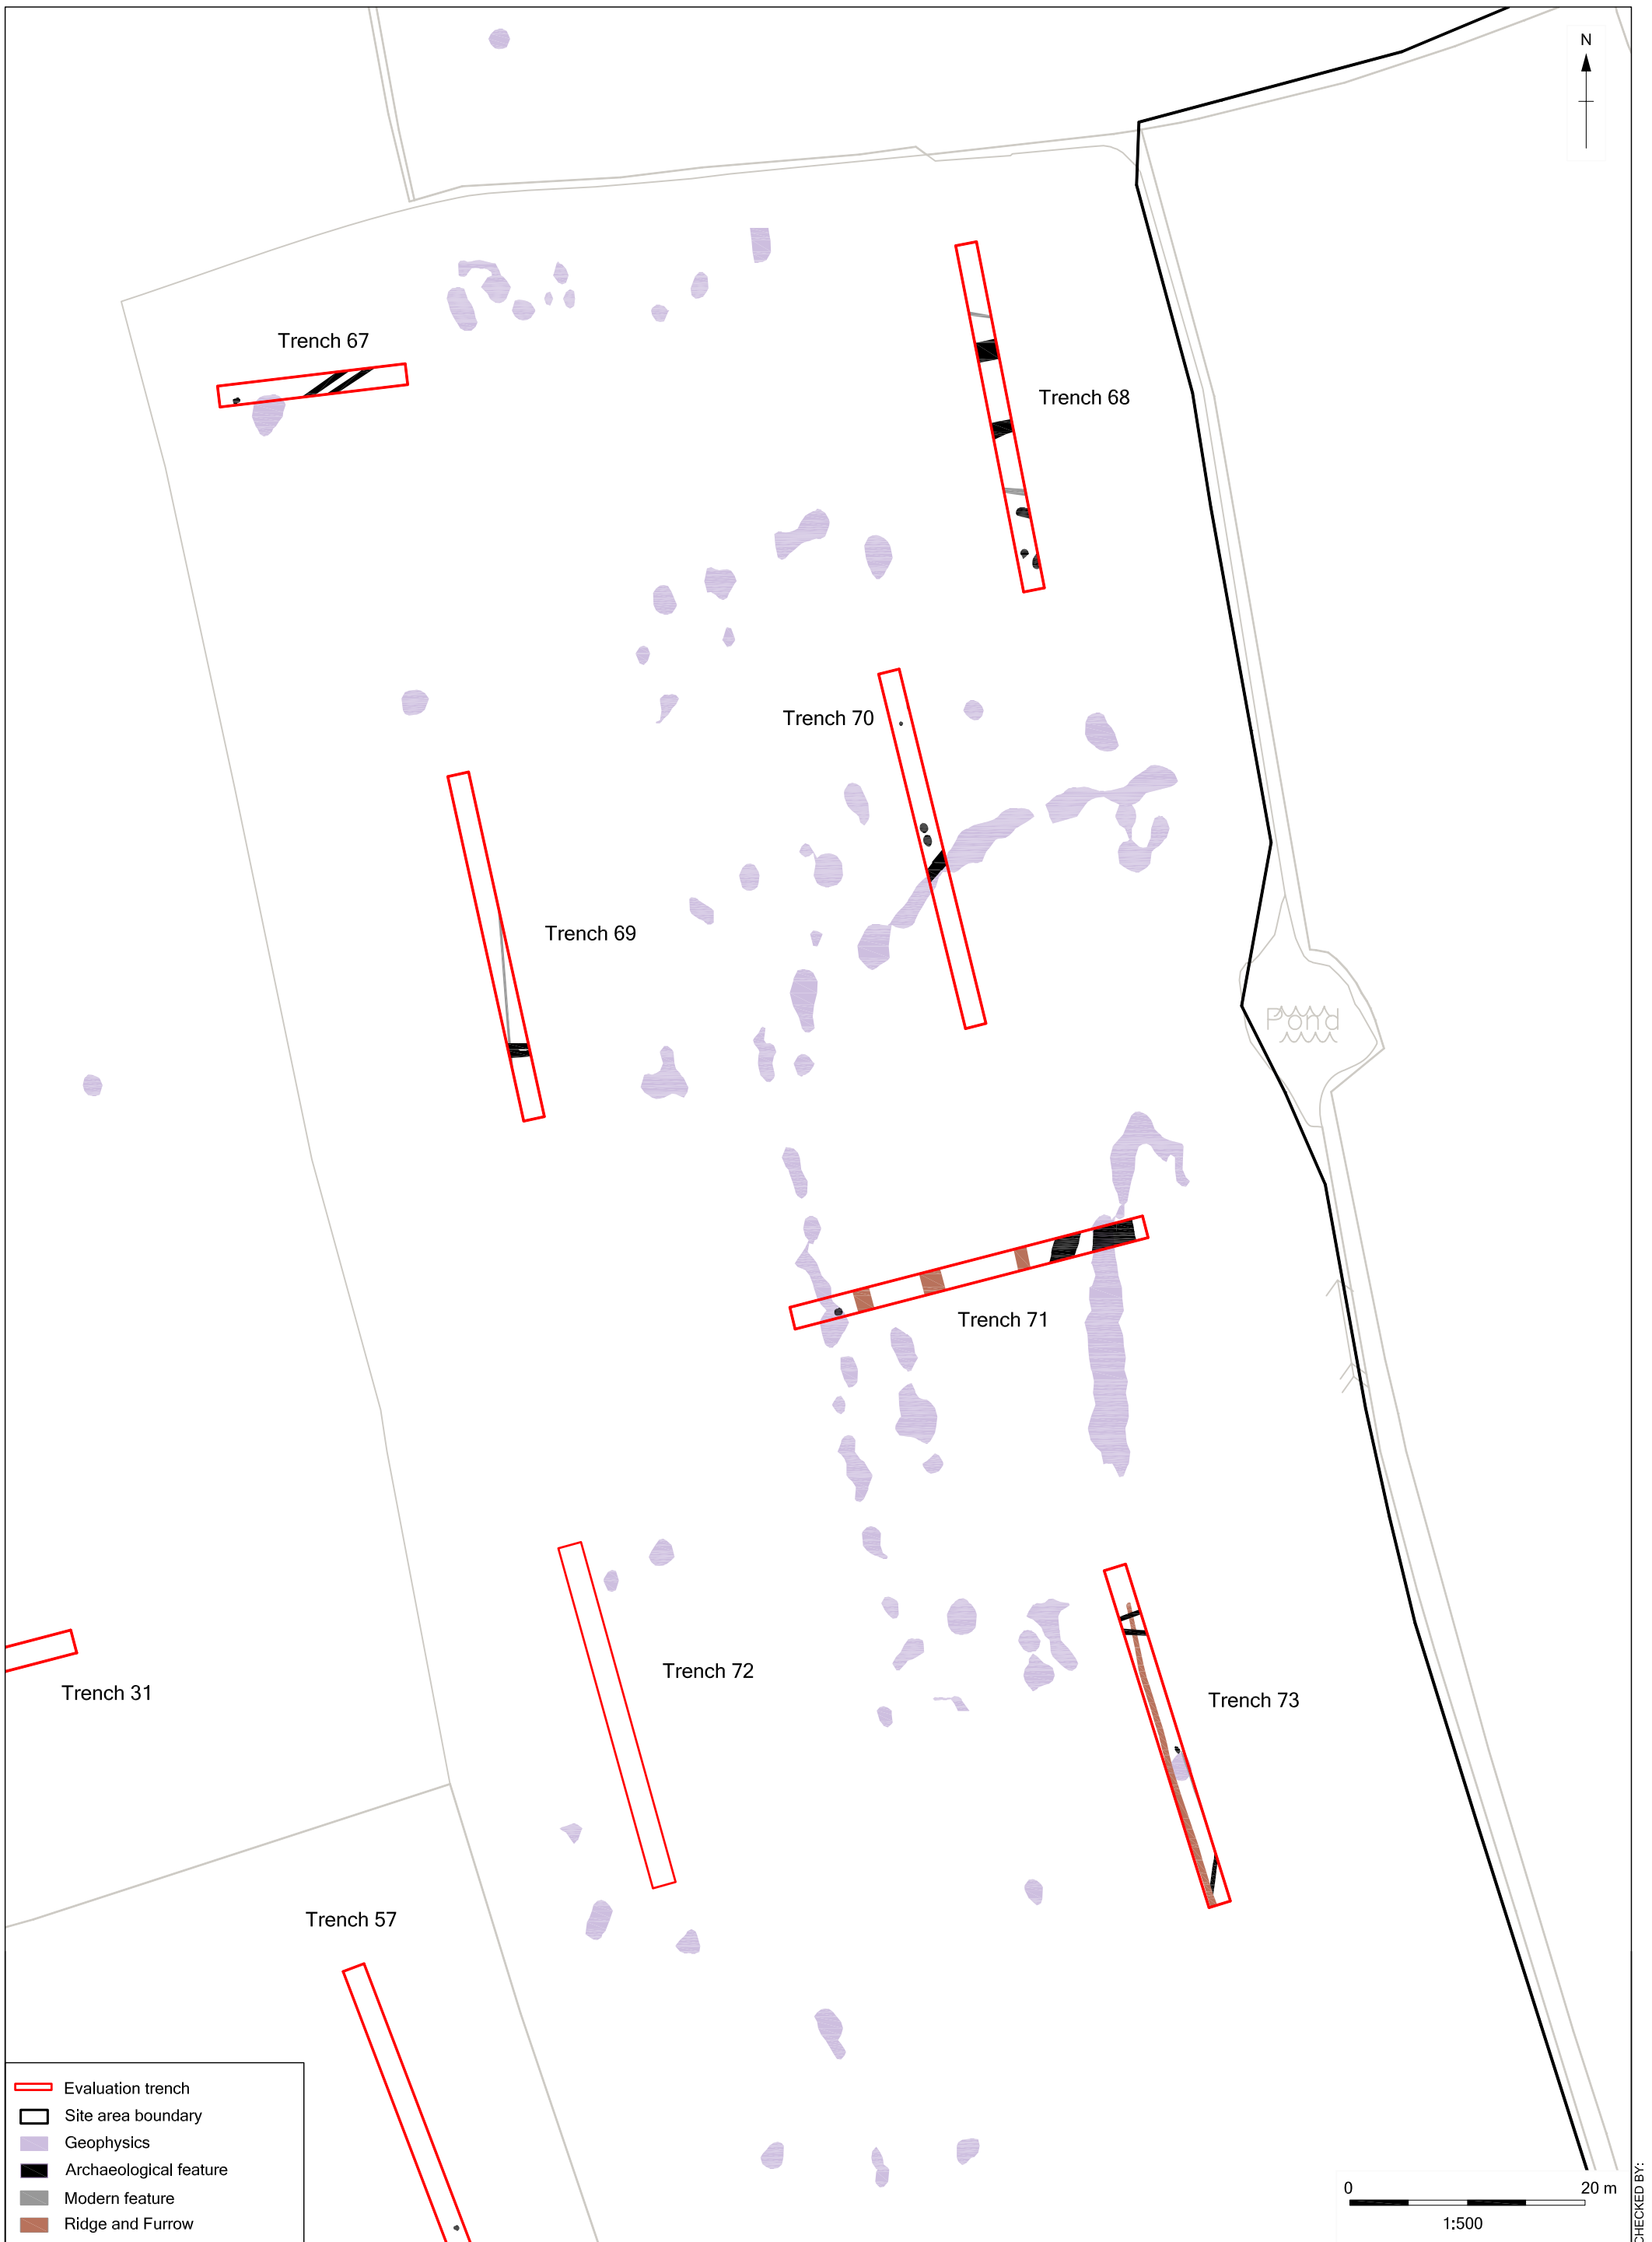 N
Trench 67
Trench 68
Trench 70
Trench 69
Pond
Trench 71
Trench 72
Trench 31
Trench 73
Trench 57
Evaluation trench
Site area boundary
Geophysics
Archaeological feature
Modern feature
Ridge and Furrow
0 20 m
1:500
CHECKED BY: